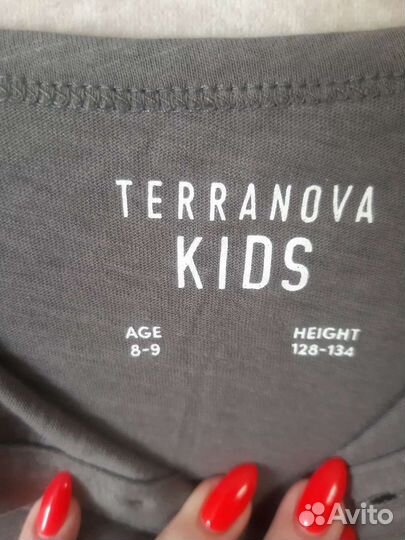 TERRANOVA
KIDS
AGE
8-9
HEIGHT
128-134
Avito